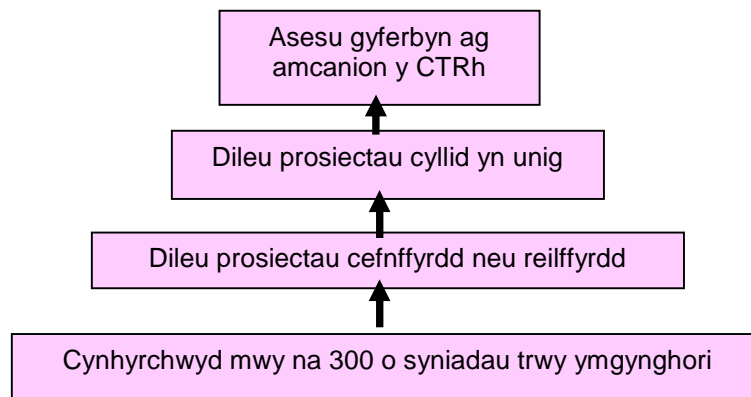 Asesu gyferbyn ag
amcanion y CTRh
Dileu prosiectau cyllid yn unig
Dileu prosiectau cefnffyrdd neu reilffyrdd
Cynhyrchwyd mwy na 300 o syniadau trwy ymgynghori